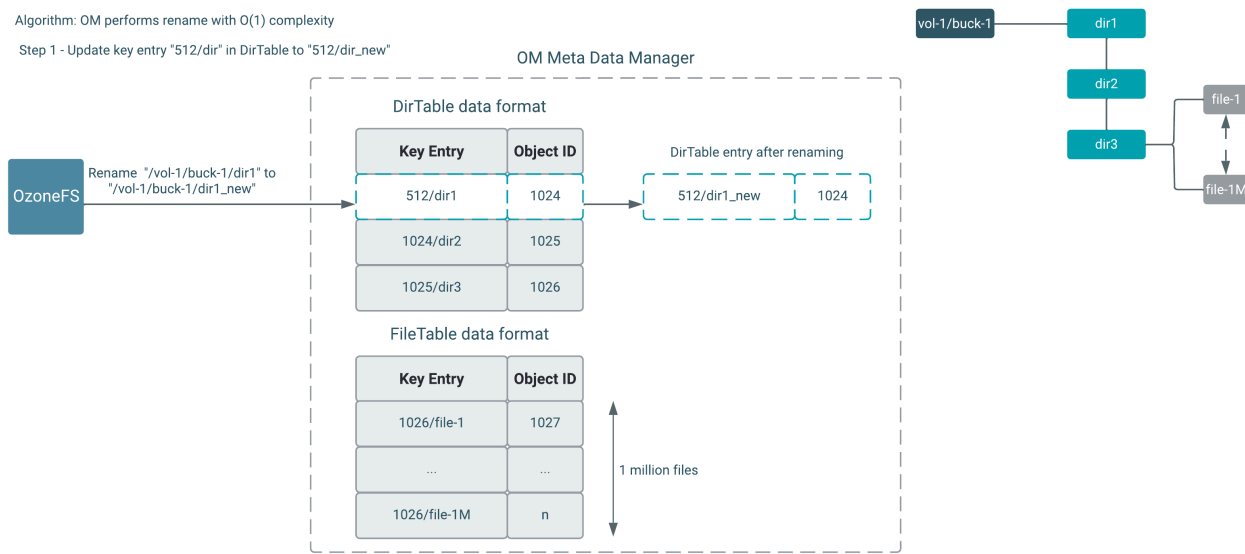 Algorithm: OM performs rename with O(1) complexity
Step 1 - Update key entry "512/dir" in DirTable to "512/dir_new"
OM Meta Data Manager
vol-1/buck-1
dir1
dir2
dir3
file-1
file-1M
OzoneFS
Rename "/vol-1/buck-1/dir1" to
"/vol-1/buck-1/dir1_new"
DirTable data format
Key Entry Object ID
512/dir1 1024
1024/dir2 1025
1025/dir3 1026
DirTable entry after renaming
512/dir1_new 1024
FileTable data format
Key Entry Object ID
1026/file-1 1027
... ...
1026/file-1M n
1 million files